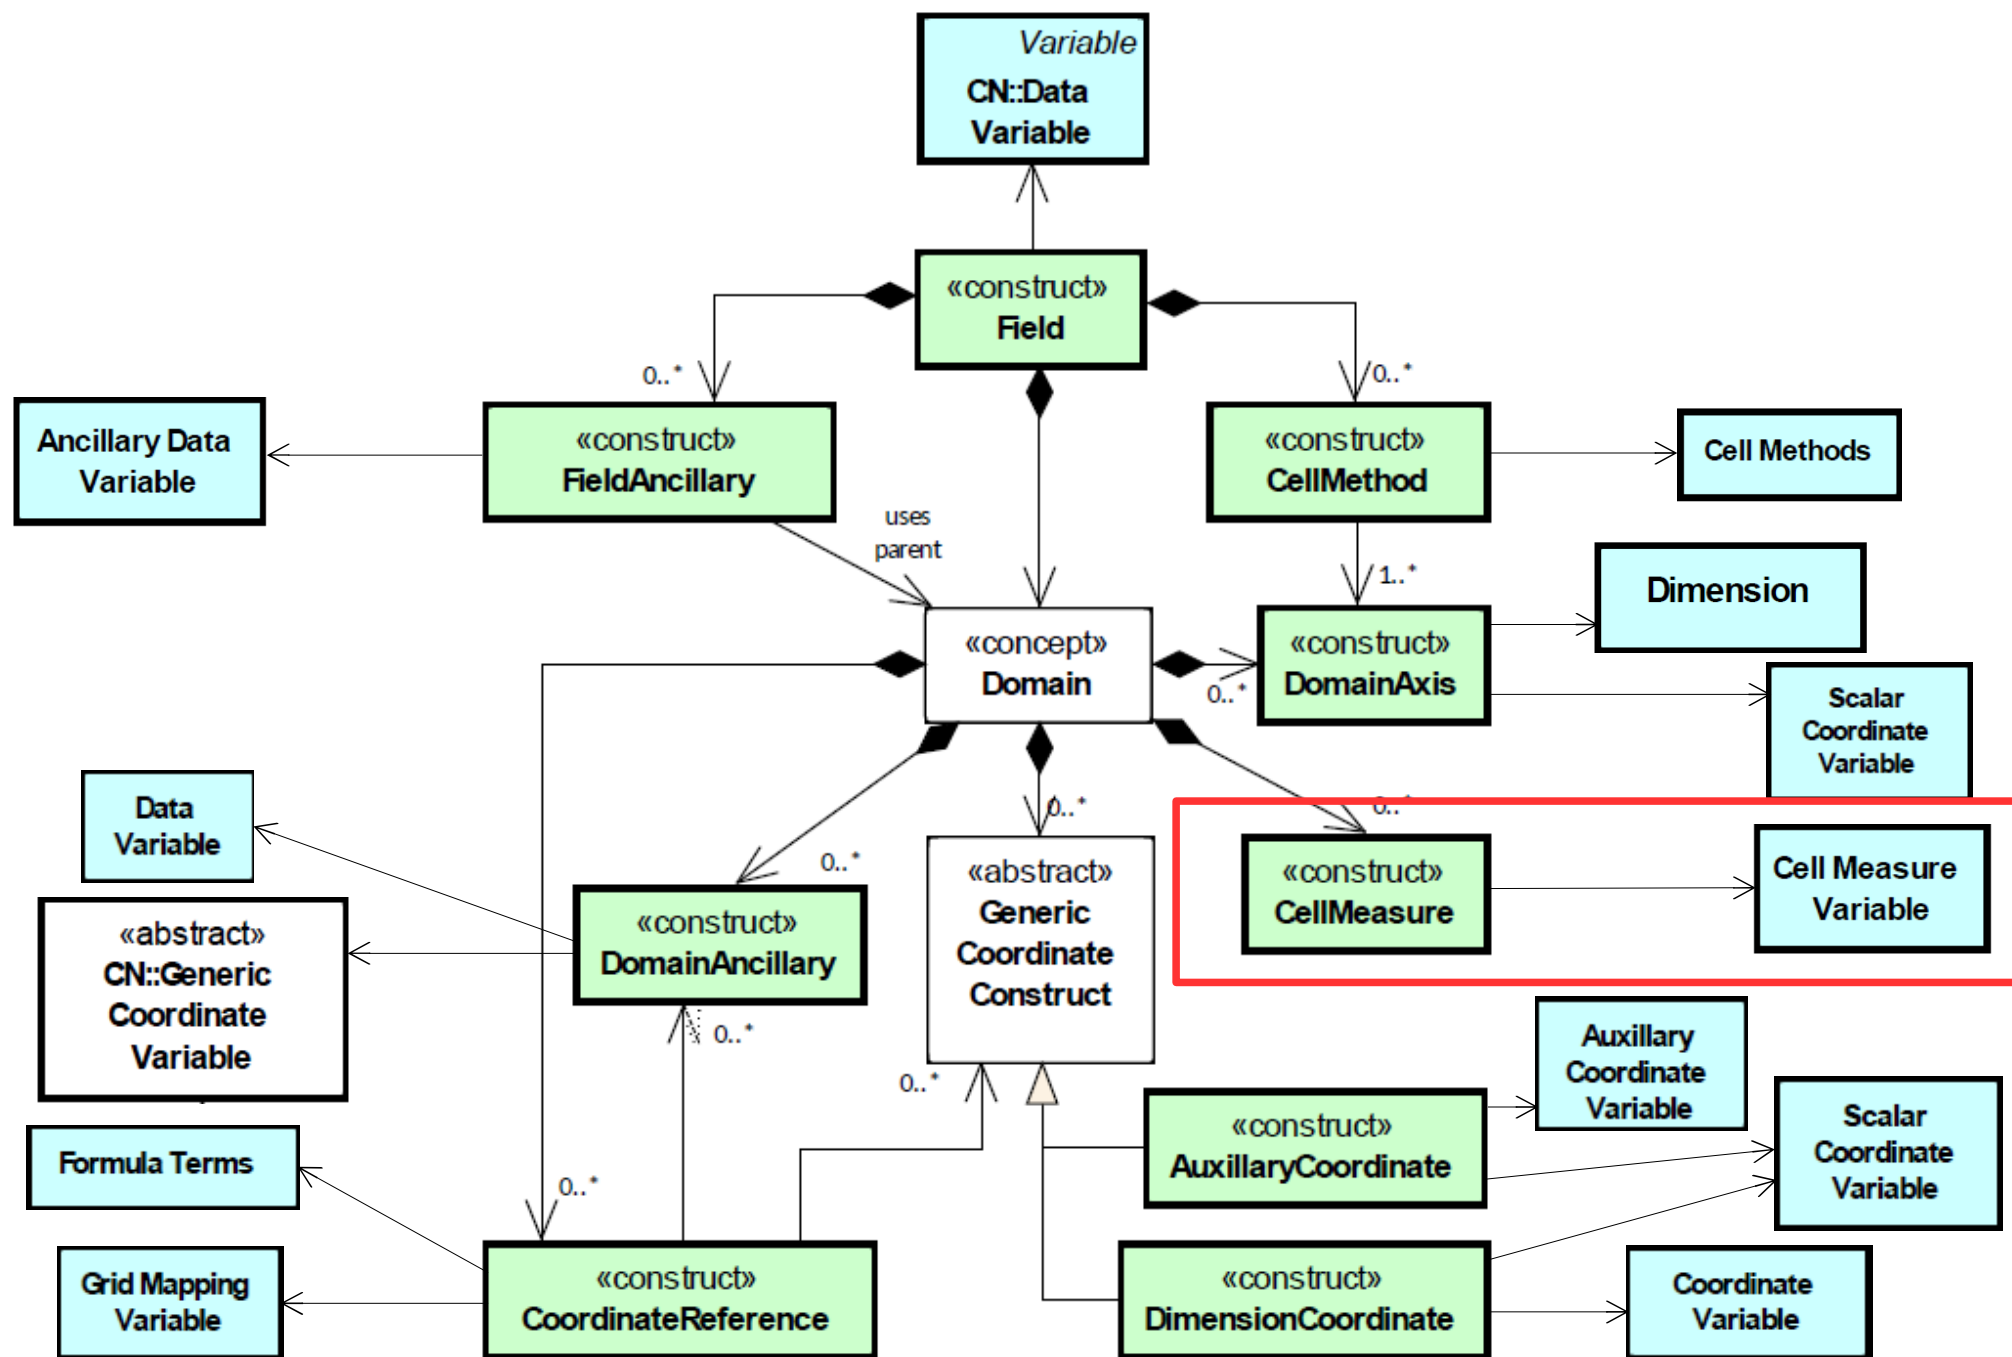 Variable
CN::Data
Variable
«construct»
Field
0..*
0..*
Ancillary Data
Variable
«construct»
FieldAncillary
«construct»
CellMethod
Cell Methods
uses
parent
1..*
Dimension
«concept»
Domain
«construct»
DomainAxis
0..*
Scalar
Coordinate
Variable
Data
Variable
0..*
0..*
0..*
«abstract»
Generic
Coordinate
Construct
«construct»
CellMeasure
Cell Measure
Variable
«abstract»
CN::Generic
Coordinate
Variable
«construct»
DomainAncillary
0..*
0..*
Auxillary
Coordinate
Variable
Formula Terms
0..*
«construct»
AuxillaryCoordinate
Scalar
Coordinate
Variable
Grid Mapping
Variable
«construct»
CoordinateReference
«construct»
DimensionCoordinate
Coordinate
Variable